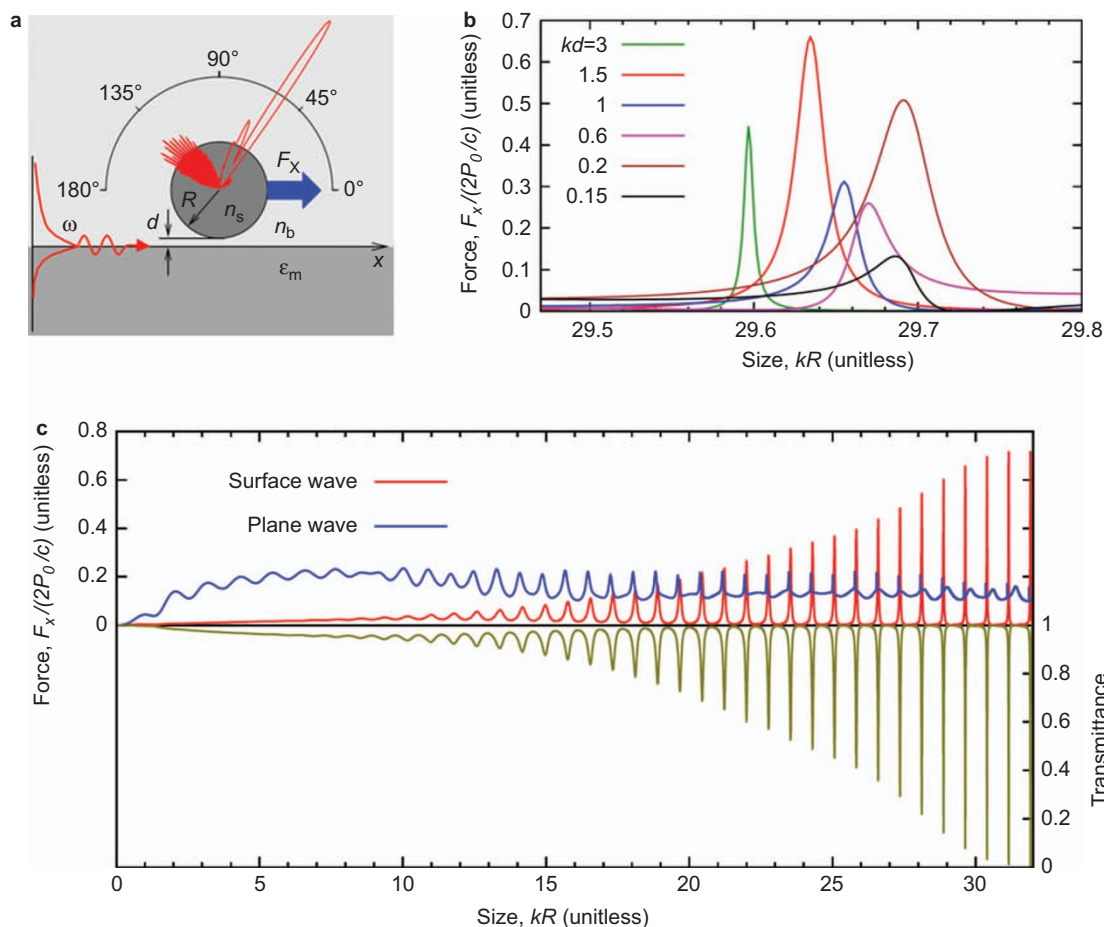 a
90°
135°
45°
180°
0°
F_X
R
n_s
d
n_b
ω
x
ε_m
b
Force, F_x/(2P_0/c) (unitless)
0.7
0.6
0.5
0.4
0.3
0.2
0.1
0
kd=3
1.5
1
0.6
0.2
0.15
29.5 29.6 29.7 29.8
Size, kR (unitless)
c
Force, F_x/(2P_0/c) (unitless)
0.8
0.6
0.4
0.2
0
Surface wave
Plane wave
1
0.8
0.6
0.4
0.2
0
Transmittance
0 5 10 15 20 25 30
Size, kR (unitless)